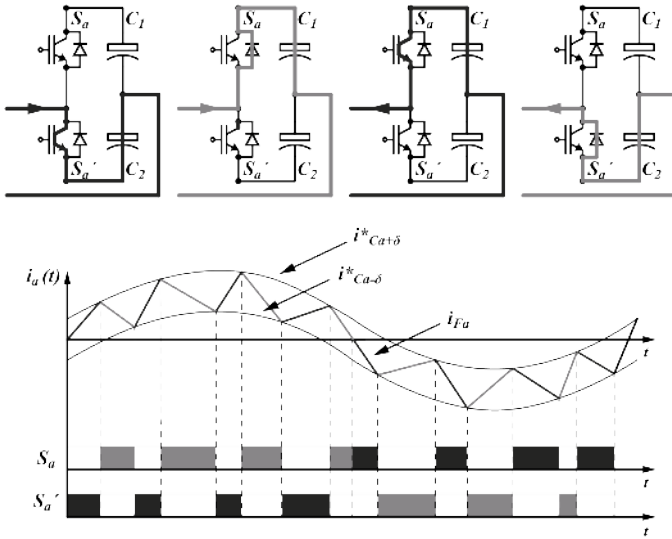 Sa C1 Sa C1 Sa C1 Sa C1
Sa´ C2 Sa´ C2 Sa´ C2 Sa´ C2
i*Ca+δ
ia(t)
i*Ca-δ
iFa
t
Sa
t
Sa´
t